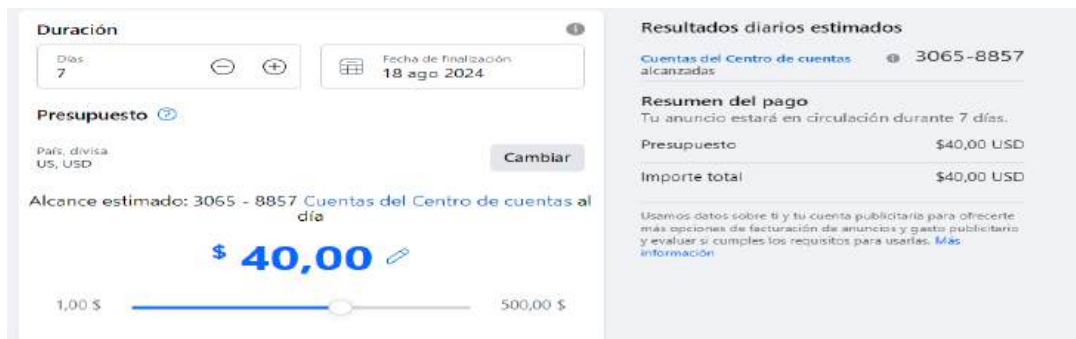 Duración
Días
7
Fecha de finalización
18 ago 2024
Presupuesto
País, divisa
US, USD
Cambiar
Alcance estimado: 3065 - 8857 Cuentas del Centro de cuentas al
día
$ 40,00
1,00 $
500,00 $
Resultados diarios estimados
Cuentas del Centro de cuentas 3065-8857
alcanzadas
Resumen del pago
Tu anuncio estará en circulación durante 7 días.
Presupuesto $40,00 USD
Importe total $40,00 USD
Usamos datos sobre ti y tu cuenta publicitaria para ofrecerte
más opciones de facturación de anuncios y gasto publicitario
y evaluar si cumples los requisitos para usarlas. Más
información